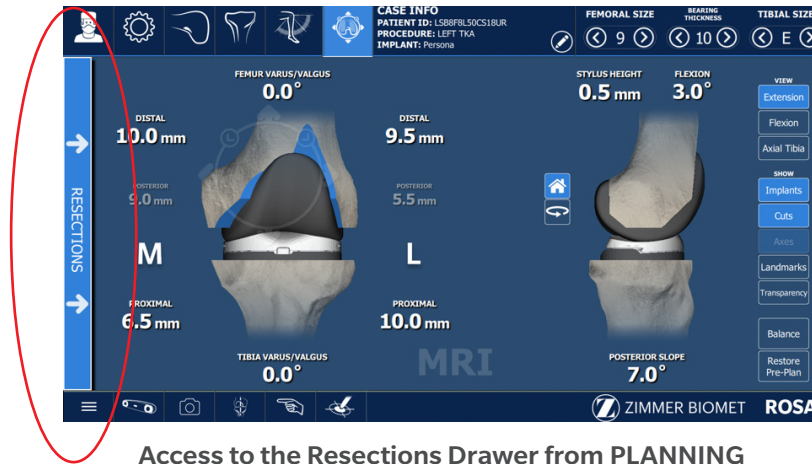 CASE INFO
PATIENT ID: LSB8F8L50CS18UR
PROCEDURE: LEFT TKA
IMPLANT: Persona
FEMORAL SIZE
9
BEARING
THICKNESS
10
TIBIAL SIZE
E
FEMUR VARUS/VALGUS
0.0°
DISTAL
10.0 mm
DISTAL
9.5 mm
POSTERIOR
9.0 mm
POSTERIOR
5.5 mm
M
L
PROXIMAL
6.5 mm
PROXIMAL
10.0 mm
TIBIA VARUS/VALGUS
0.0°
MRI
RESECTIONS
STYLUS HEIGHT
0.5 mm
FLEXION
3.0°
POSTERIOR SLOPE
7.0°
VIEW
Extension
Flexion
Axial Tibia
SHOW
Implants
Cuts
Axes
Landmarks
Transparency
Balance
Restore
Pre-Plan
ZIMMER BIOMET
ROSA
Access to the Resections Drawer from PLANNING